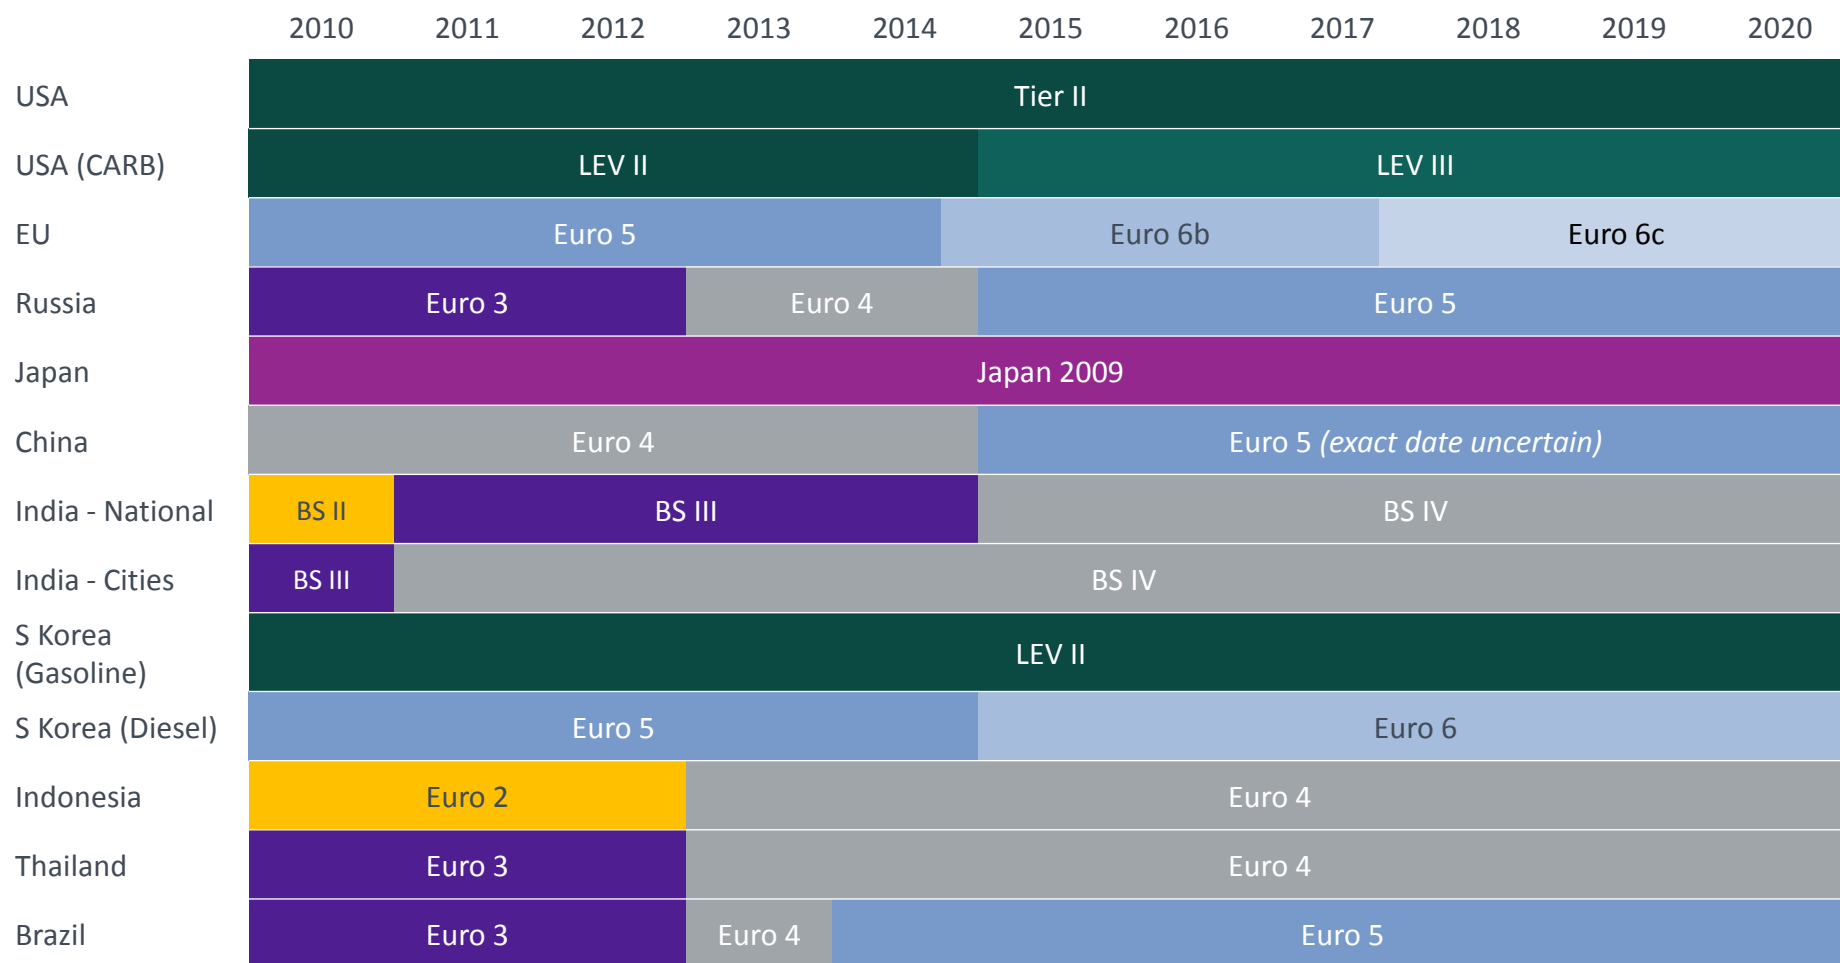 2010 2011 2012 2013 2014 2015 2016 2017 2018 2019 2020
USA Tier II
USA (CARB) LEV II LEV III
EU Euro 5 Euro 6b Euro 6c
Russia Euro 3 Euro 4 Euro 5
Japan Japan 2009
China Euro 4 Euro 5 (exact date uncertain)
India - National BS II BS III BS IV
India - Cities BS III BS IV
S Korea
(Gasoline) LEV II
S Korea (Diesel) Euro 5 Euro 6
Indonesia Euro 2 Euro 4
Thailand Euro 3 Euro 4
Brazil Euro 3 Euro 4 Euro 5